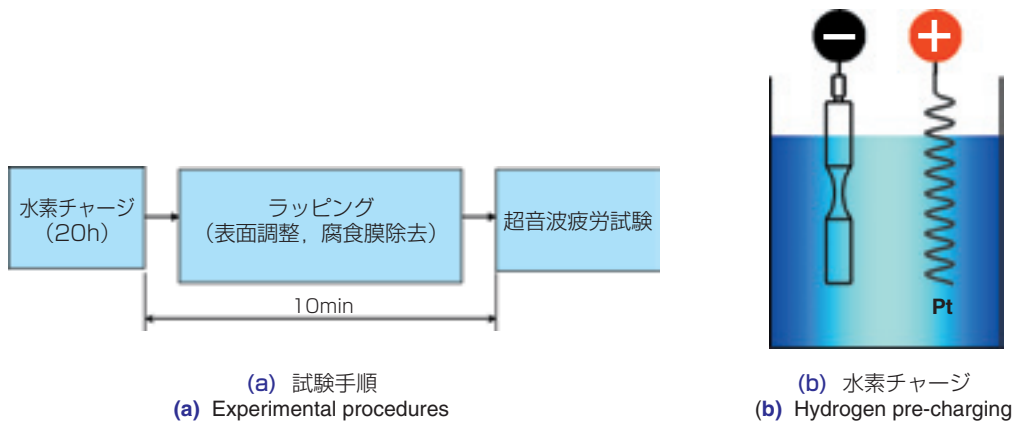 水素チャージ
（20h）
ラッピング
（表面調整，腐食膜除去）
超音波疲労試験
10min
(a) 試験手順
(a) Experimental procedures
−
+
Pt
(b) 水素チャージ
(b) Hydrogen pre-charging